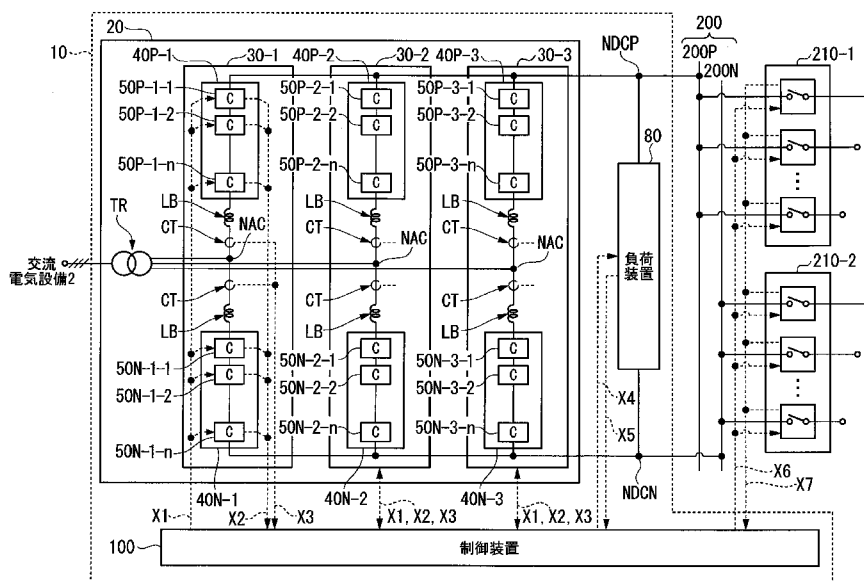 200
20
10
40P-1
30-1
40P-2
30-2
40P-3
30-3
NDCP
200P
200N
210-1
50P-1-1
50P-1-2
50P-1-n
C
C
C
50P-2-1
50P-2-2
50P-2-n
C
C
C
50P-3-1
50P-3-2
50P-3-n
C
C
C
80
LB
CT
NAC
LB
CT
NAC
LB
CT
NAC
TR
交流
電気設備2
負荷
装置
210-2
CT
LB
CT
LB
CT
LB
50N-1-1
50N-1-2
50N-1-n
C
C
C
50N-2-1
50N-2-2
50N-2-n
C
C
C
50N-3-1
50N-3-2
50N-3-n
C
C
C
X4
X5
40N-1
40N-2
40N-3
NDCN
X6
X7
X1
X2
X3
X1, X2, X3
X1, X2, X3
100
制御装置